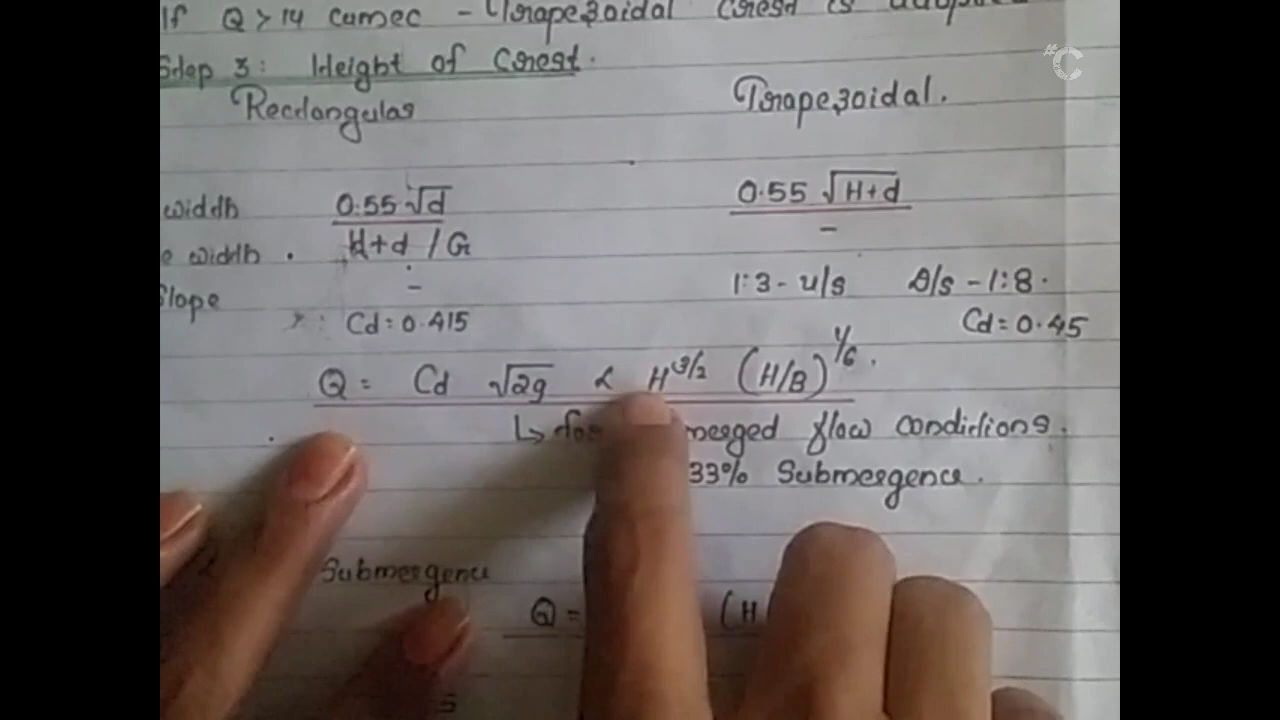 If Q > 14 cumec - Trapezoidal Crest is
Step 3: Height of Crest.
Rectangular Trapezoidal.
width 0.55 √d 0.55 √H+d
e width . H+d / G -
Slope - 1:3 - u/s D/s - 1:8.
Cd = 0.415 Cd = 0.45
Q = Cd √2g L H^3/2 (H/B)^1/6.
↳ merged flow conditions.
33% Submergence.
Submergence
Q = (H
#C